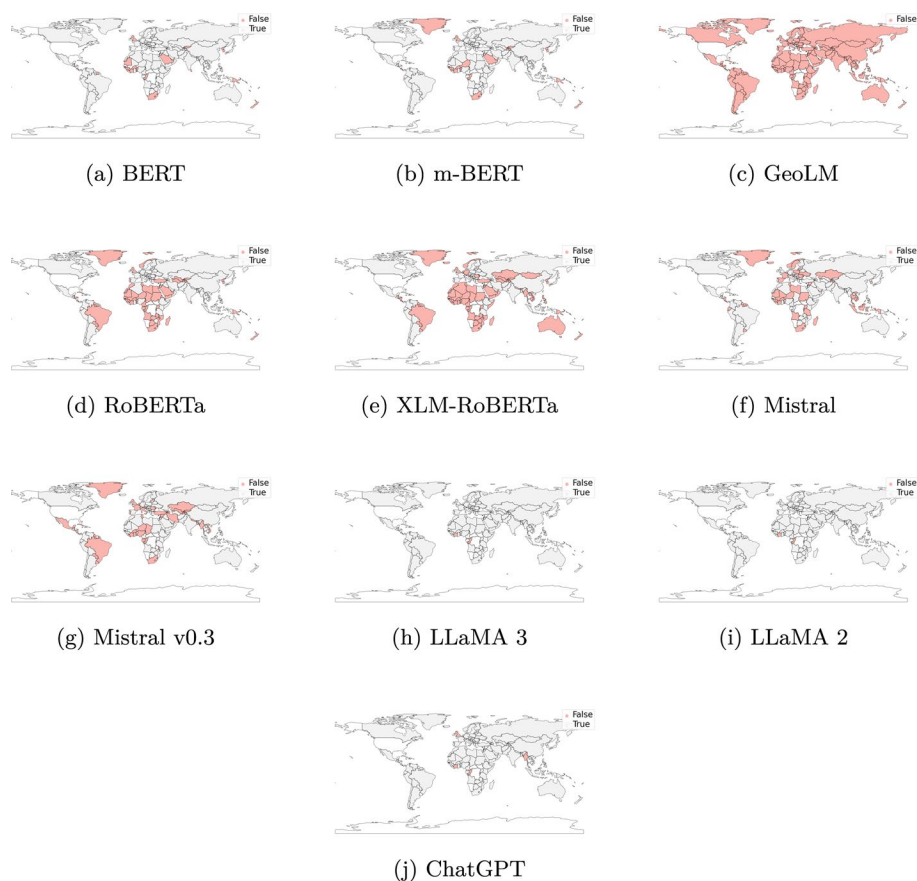 False
True
False
True
False
True
(a) BERT
(b) m-BERT
(c) GeoLM
False
True
False
True
False
True
(d) RoBERTa
(e) XLM-RoBERTa
(f) Mistral
False
True
False
True
False
True
(g) Mistral v0.3
(h) LLaMA 3
(i) LLaMA 2
False
True
(j) ChatGPT